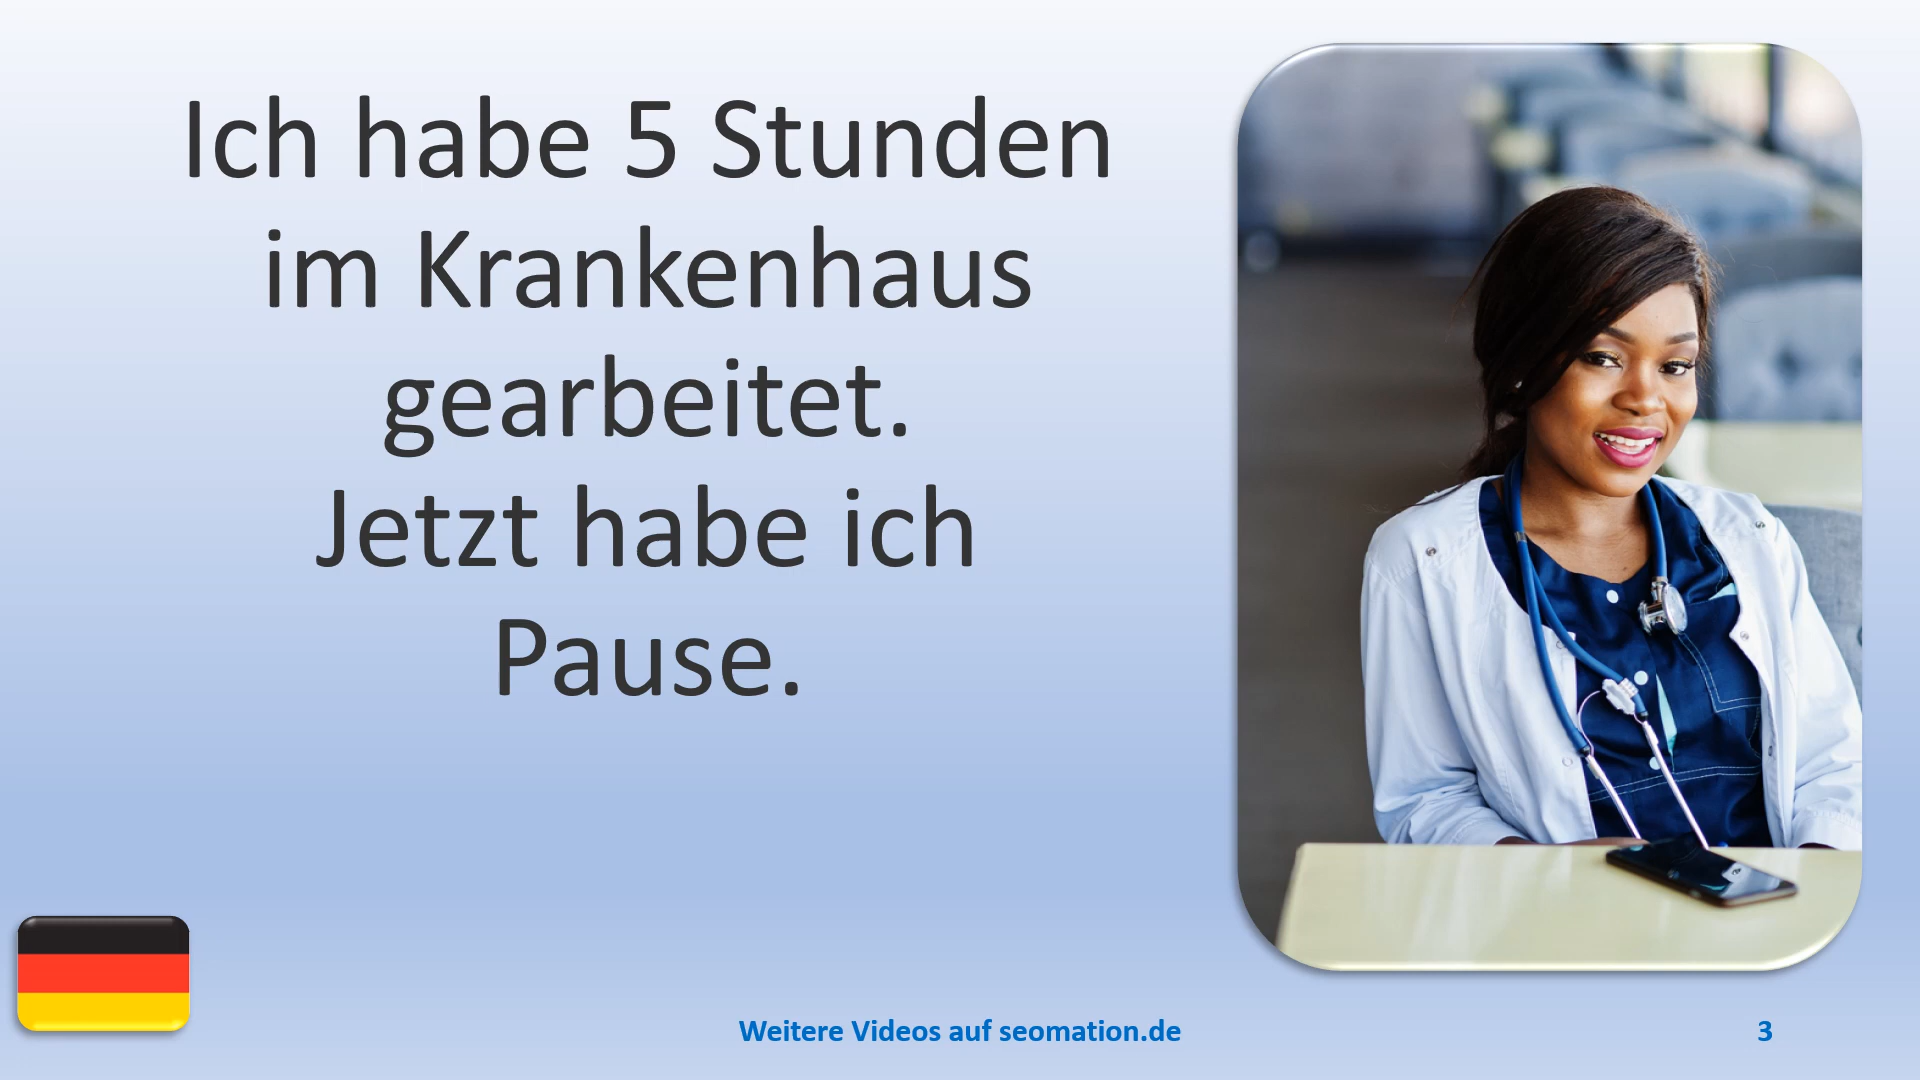 Ich habe 5 Stunden
im Krankenhaus
gearbeitet.
Jetzt habe ich
Pause.
Weitere Videos auf seomation.de
3